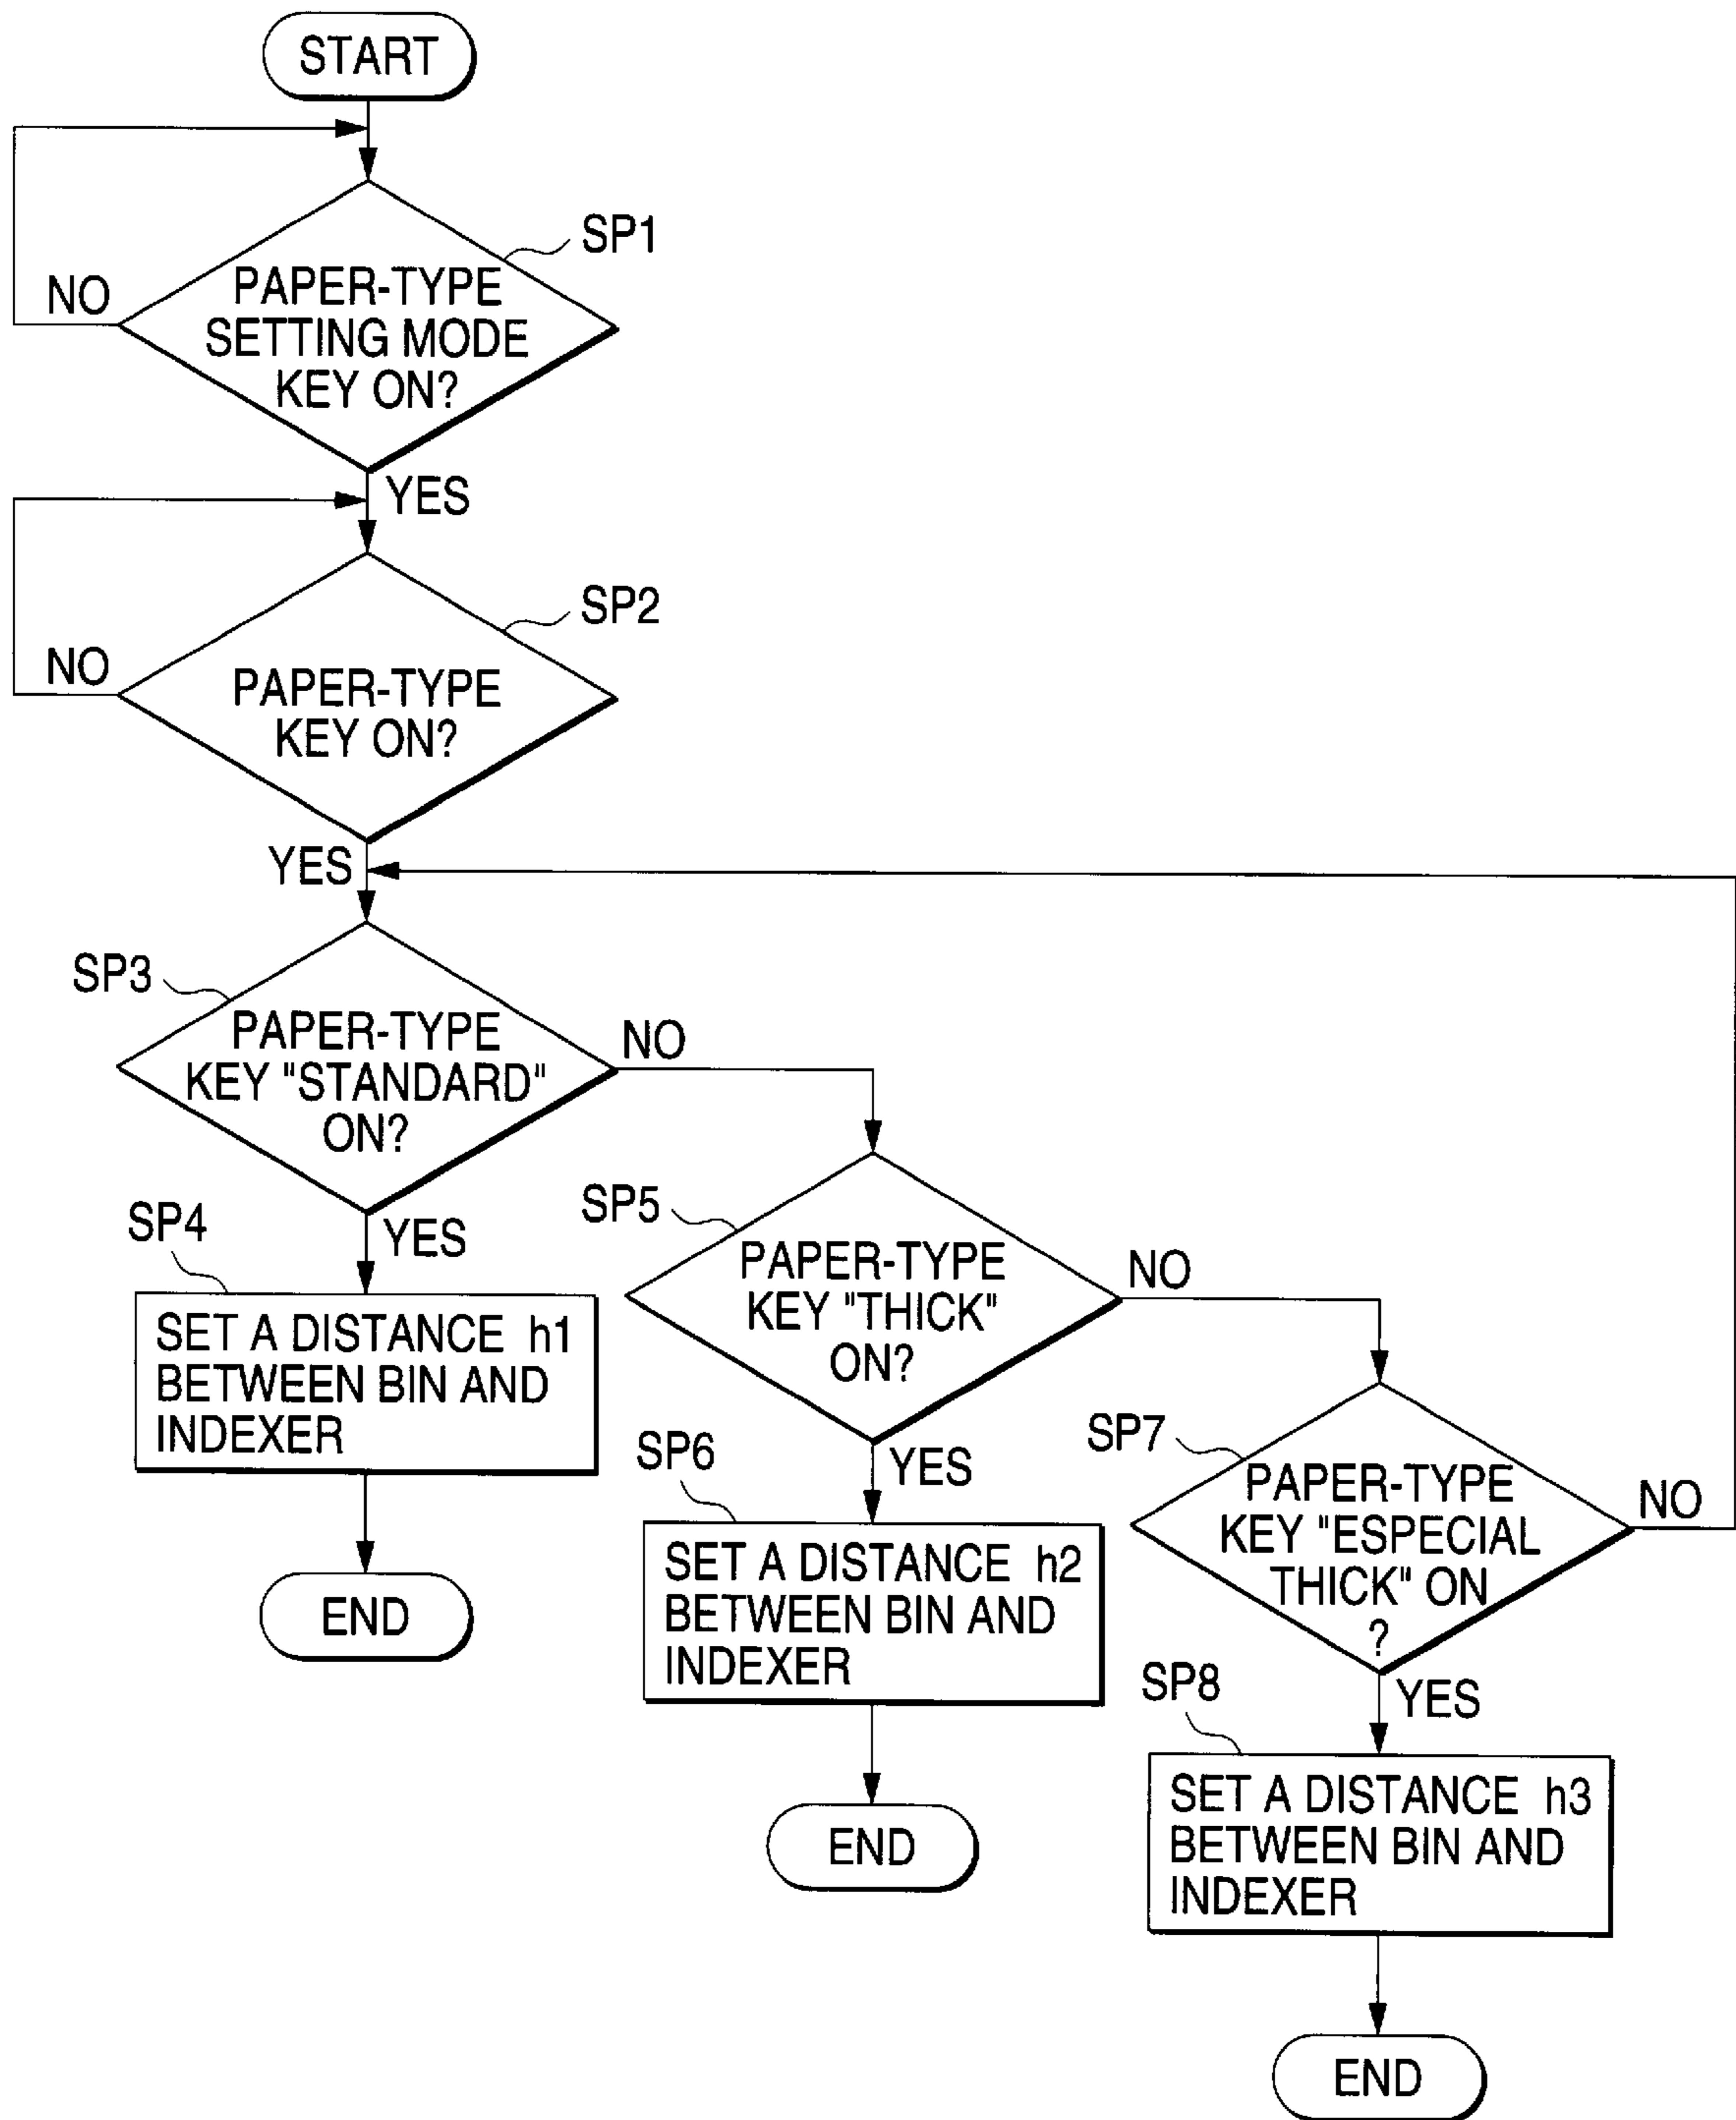 START
SP1
NO
PAPER-TYPE
SETTING MODE
KEY ON?
YES
SP2
NO
PAPER-TYPE
KEY ON?
YES
SP3
PAPER-TYPE
KEY "STANDARD"
ON?
NO
SP4
YES
SET A DISTANCE h1
BETWEEN BIN AND
INDEXER
END
SP5
PAPER-TYPE
KEY "THICK"
ON?
NO
SP6
YES
SET A DISTANCE h2
BETWEEN BIN AND
INDEXER
END
SP7
PAPER-TYPE
KEY "ESPECIAL
THICK" ON
?
NO
SP8
YES
SET A DISTANCE h3
BETWEEN BIN AND
INDEXER
END